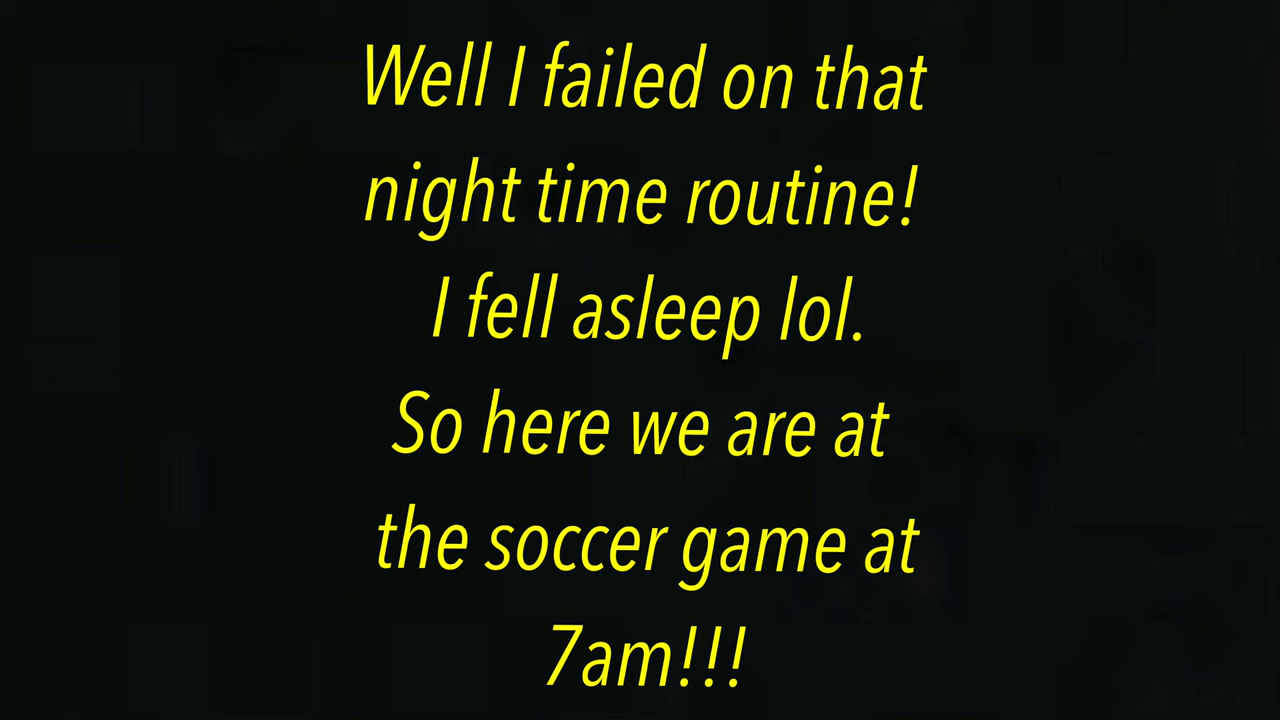 Well I failed on that
night time routine!
I fell asleep lol.
So here we are at
the soccer game at
7am!!!